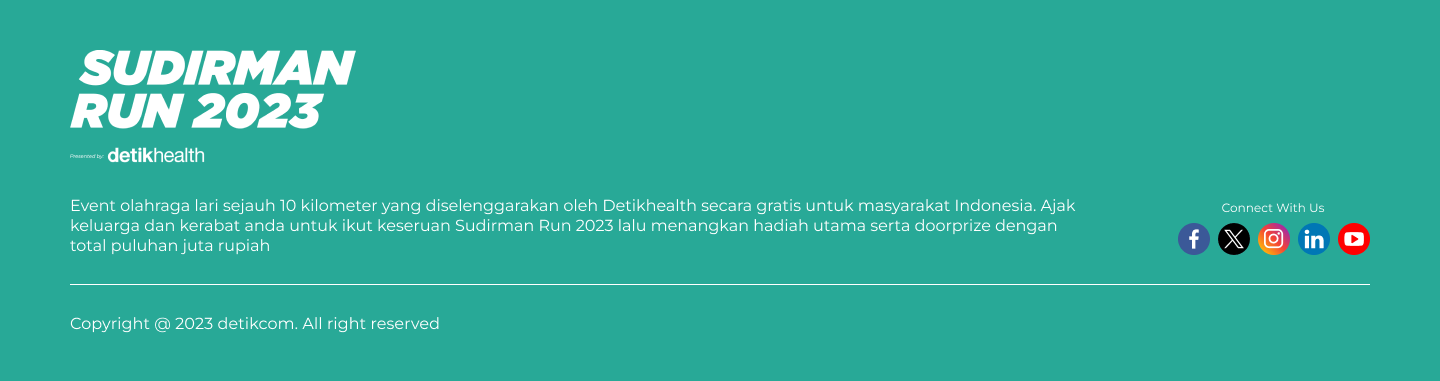 SUDIRMAN
RUN 2023
Presented by: detikhealth
Event olahraga lari sejauh 10 kilometer yang diselenggarakan oleh Detikhealth secara gratis untuk masyarakat Indonesia. Ajak
keluarga dan kerabat anda untuk ikut keseruan Sudirman Run 2023 lalu menangkan hadiah utama serta doorprize dengan
total puluhan juta rupiah
Connect With Us
Copyright @ 2023 detikcom. All right reserved